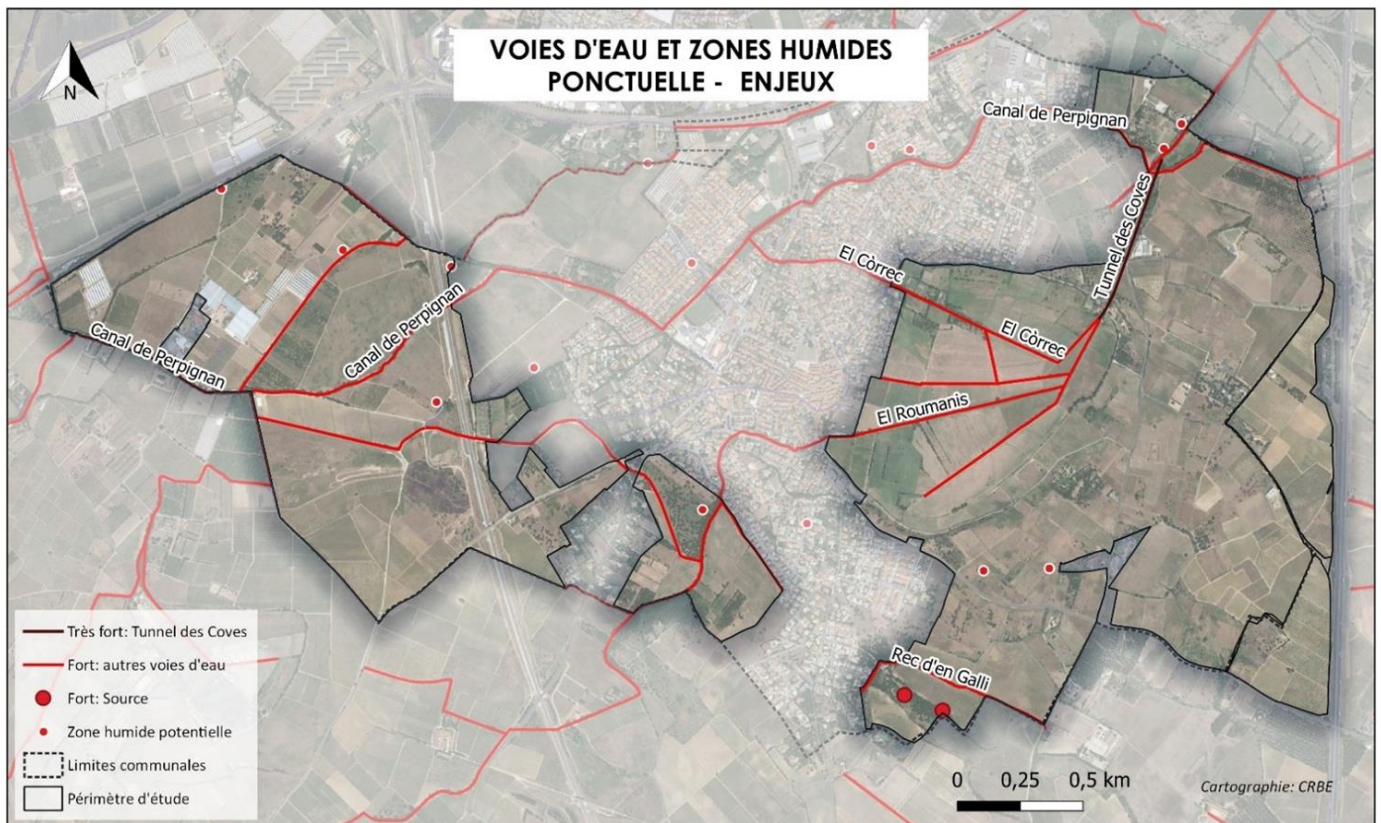 VOIES D'EAU ET ZONES HUMIDES
PONCTUELLE - ENJEUX
N
Canal de Perpignan
Tunnel des Coves
El Còrrec
El Còrrec
El Roumanis
Canal de Perpignan
Canal de Perpignan
Rec d'en Galli
Très fort: Tunnel des Coves
Fort: autres voies d'eau
Fort: Source
Zone humide potentielle
Limites communales
Périmètre d'étude
0 0,25 0,5 km
Cartographie: CRBE